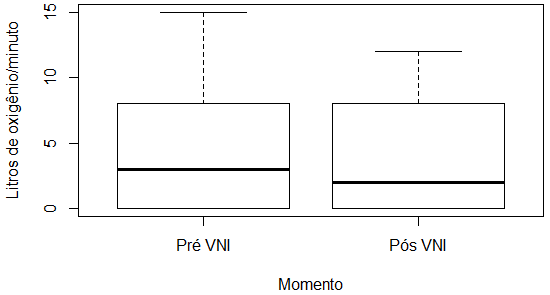 Litros de oxigênio/minuto
15
10
5
0
Pré VNI
Pós VNI
Momento